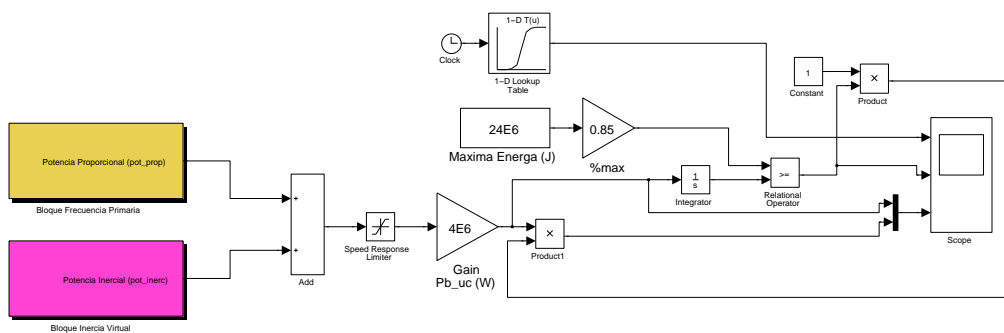 1-D T(u)
Clock
1-D Lookup
Table
1
Constant
×
Product
24E6
Maxima Energa (J)
0.85
%max
Potencia Proporcional (pot_prop)
Bloque Frecuencia Primaria
1
s
Integrator
>=
Relational
Operator
Scope
+
+
Add
Speed Response
Limiter
4E6
Gain
Pb_uc (W)
×
Product1
Potencia Inercial (pot_inerc)
Bloque Inercia Virtual